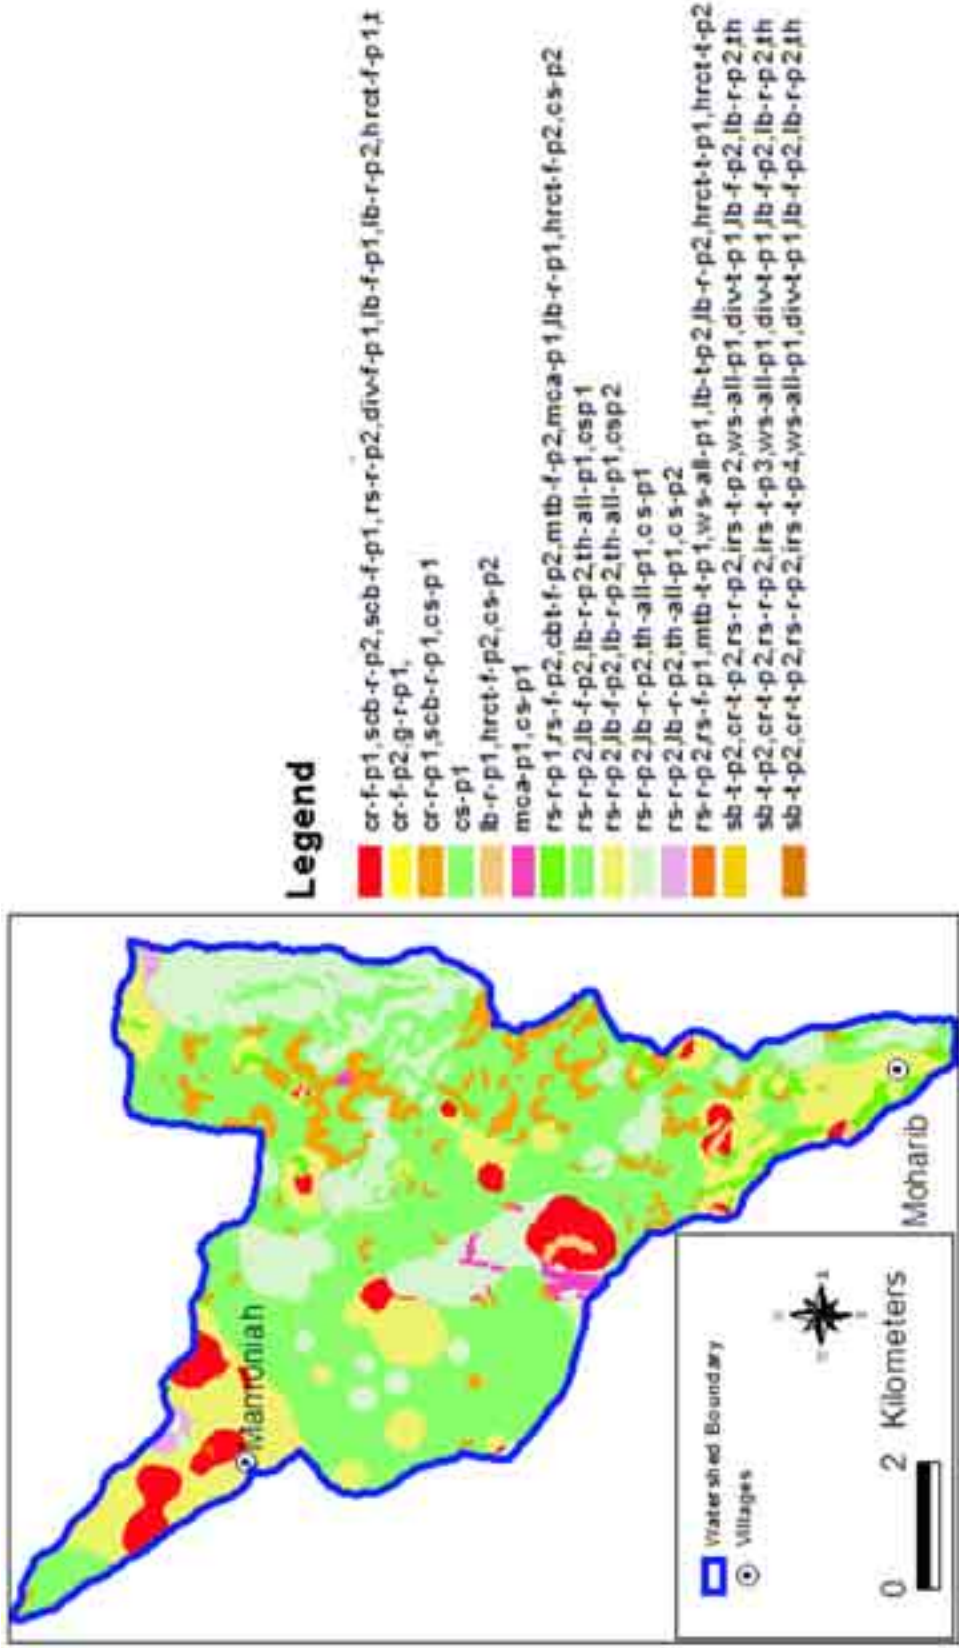 Legend
cr-f-p1,scb-r-p2,scb-f-p1,rs-r-p2,div-f-p1,lb-f-p1,lb-r-p2,hrct-f-p1,t
cr-f-p2,g-r-p1,
cr-r-p1,scb-r-p1,cs-p1
cs-p1
lb-r-p1,hrct-f-p2,cs-p2
mca-p1,cs-p1
rs-r-p1,rs-f-p2,cbt-f-p2,mtb-f-p2,mca-p1,lb-r-p1,hrct-f-p2,cs-p2
rs-r-p2,lb-f-p2,lb-r-p2,th-all-p1,csp1
rs-r-p2,lb-f-p2,lb-r-p2,th-all-p1,csp2
rs-r-p2,lb-r-p2,th-all-p1,cs-p1
rs-r-p2,lb-r-p2,th-all-p1,cs-p2
rs-r-p2,rs-f-p1,mtb-t-p1,ws-all-p1,lb-t-p2,lb-r-p2,hrct-t-p1,hrct-t-p2
sb-t-p2,cr-t-p2,rs-r-p2,irs-t-p2,ws-all-p1,div-t-p1,lb-f-p2,lb-r-p2,th
sb-t-p2,cr-t-p2,rs-r-p2,irs-t-p3,ws-all-p1,div-t-p1,lb-f-p2,lb-r-p2,th
sb-t-p2,cr-t-p2,rs-r-p2,irs-t-p4,ws-all-p1,div-t-p1,lb-f-p2,lb-r-p2,th
Mamoniah
Moharib
Watershed Boundary
Villages
0 2 Kilometers